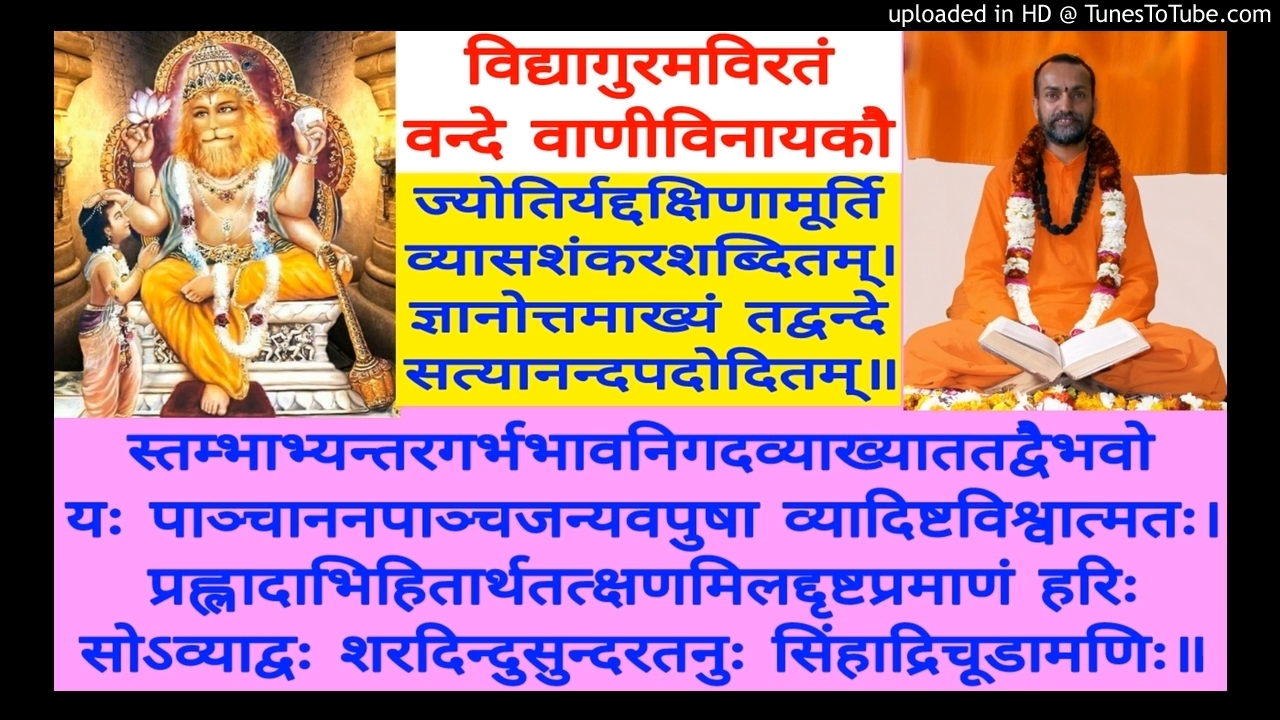 uploaded in HD @ TunesToTube.com
विद्यागुरमविरतं
वन्दे वाणीविनायकौ
ज्योतिर्यद्दक्षिणामूर्ति
व्यासशंकरशब्दितम्।
ज्ञानोत्तमाख्यं तद्वन्दे
सत्यानन्दपदोदितम्॥
स्तम्भाभ्यन्तरगर्भभावनिगदव्याख्याततद्वैभवो
यः पाञ्चाननपाञ्चजन्यवपुषा व्यादिष्टविश्वात्मतः।
प्रह्लादाभिहितार्थतत्क्षणमिलद्दृष्टप्रमाणं हरिः
सोऽव्याद्वः शरदिन्दुसुन्दरतनुः सिंहाद्रिचूडामणिः॥